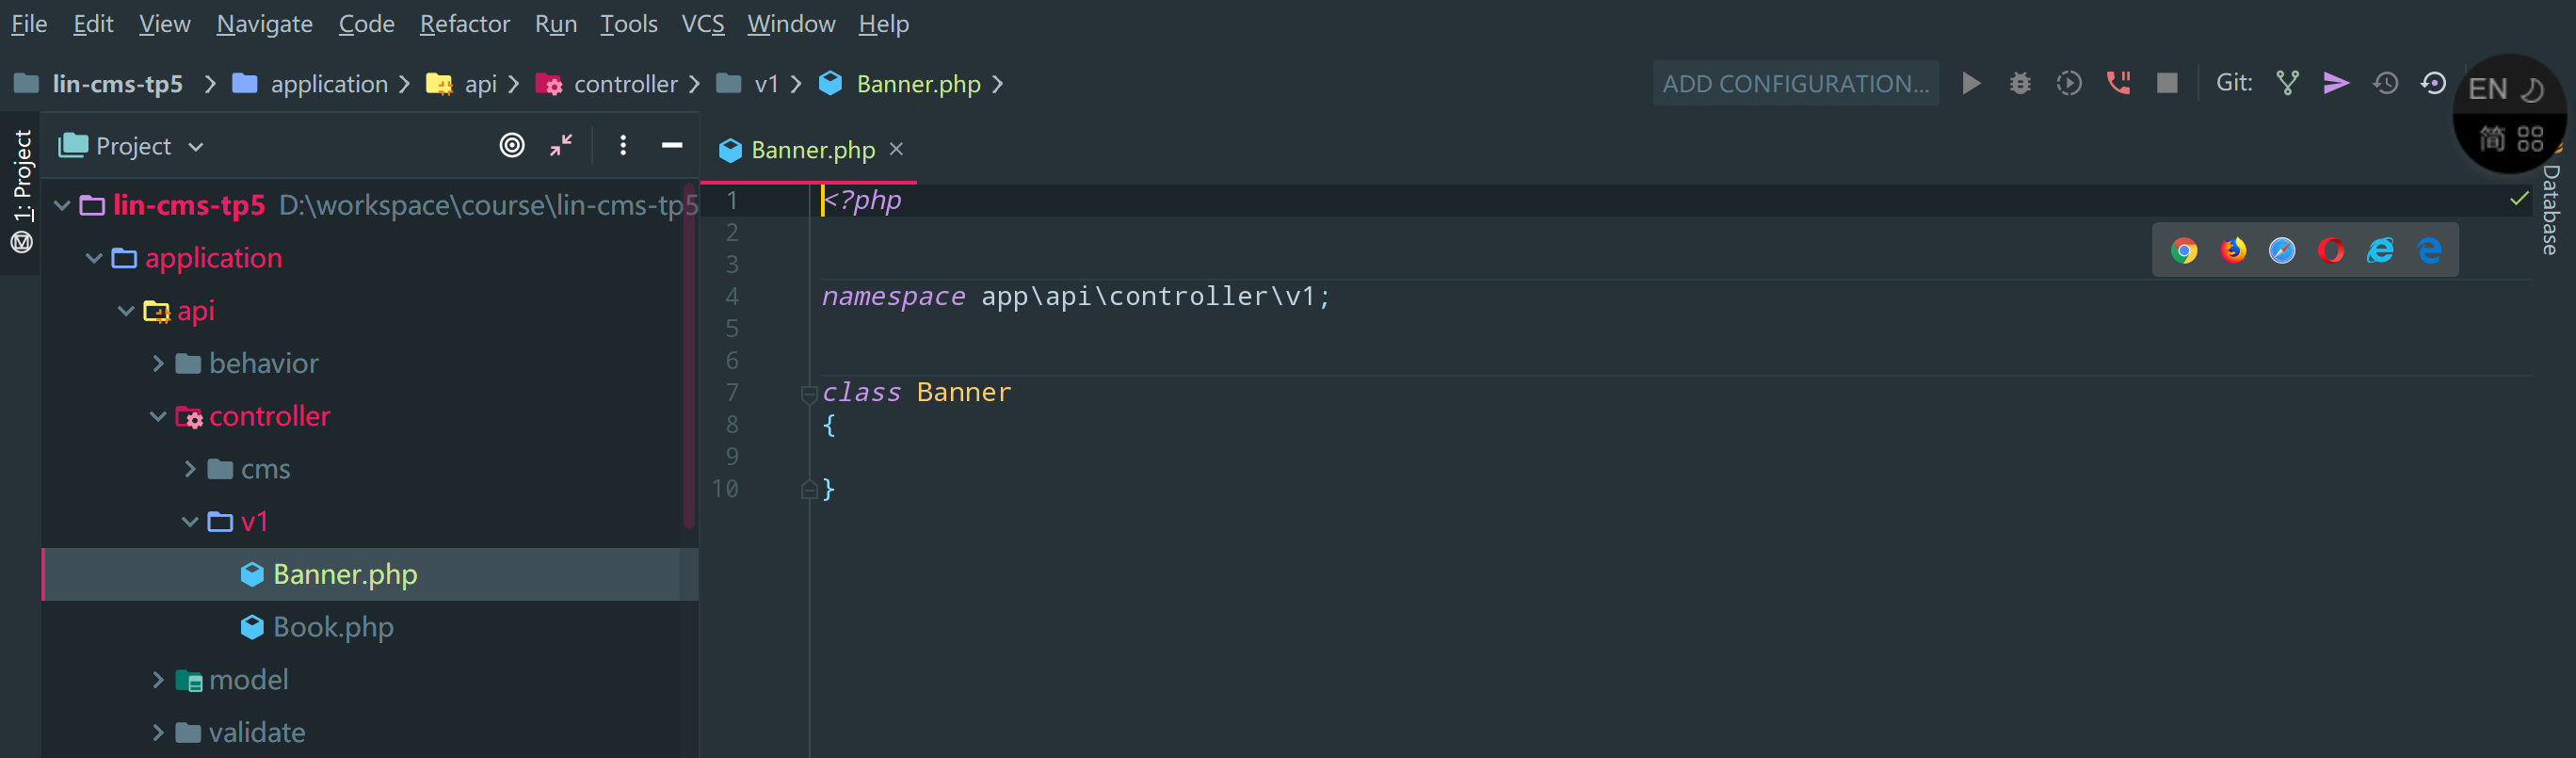 File Edit View Navigate Code Refactor Run Tools VCS Window Help
lin-cms-tp5 application api controller v1 Banner.php ADD CONFIGURATION... Git:
EN
简
1: Project
Project
Banner.php
Database
lin-cms-tp5 D:\workspace\course\lin-cms-tp5
application
api
behavior
controller
cms
v1
Banner.php
Book.php
model
validate
1 <?php
2
3
4 namespace app\api\controller\v1;
5
6
7 class Banner
8 {
9
10 }